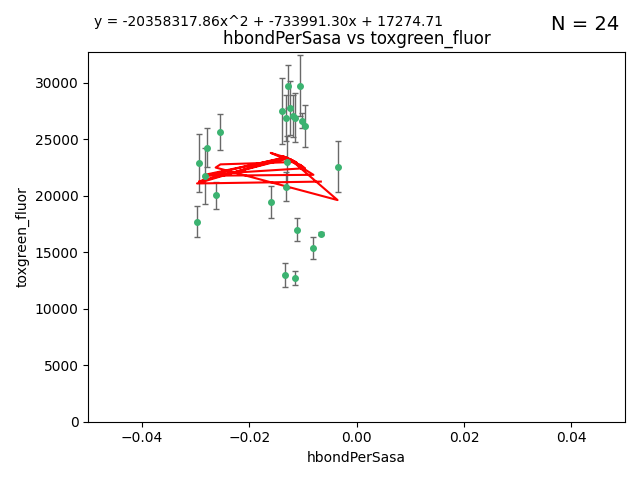 y = -20358317.86x^2 + -733991.30x + 17274.71
N = 24
hbondPerSasa vs toxgreen_fluor
30000
25000
20000
15000
10000
5000
0
toxgreen_fluor
−0.04
−0.02
0.00
0.02
0.04
hbondPerSasa